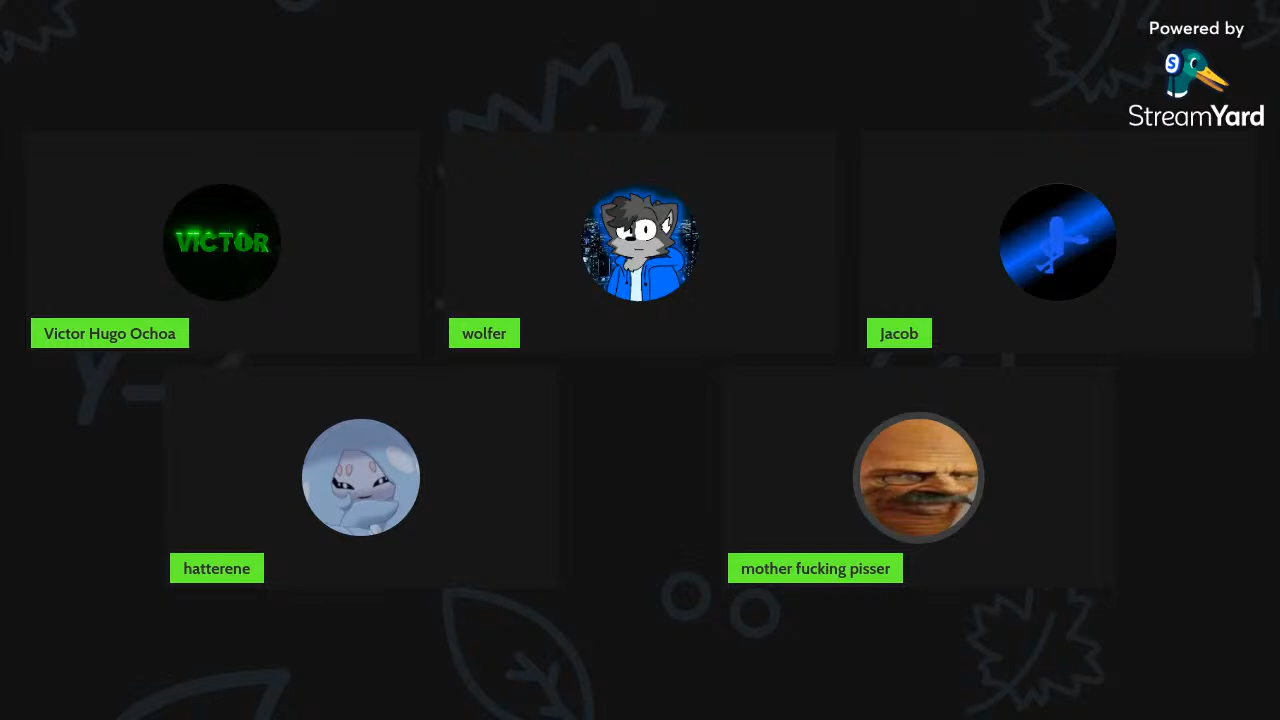 Powered by
S
StreamYard
VICTOR
Victor Hugo Ochoa
wolfer
Jacob
hatterene
mother fucking pisser